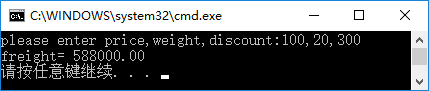 C:\WINDOWS\system32\cmd.exe
please enter price,weight,discount:100,20,300
freight= 588000.00
请按任意键继续. . .